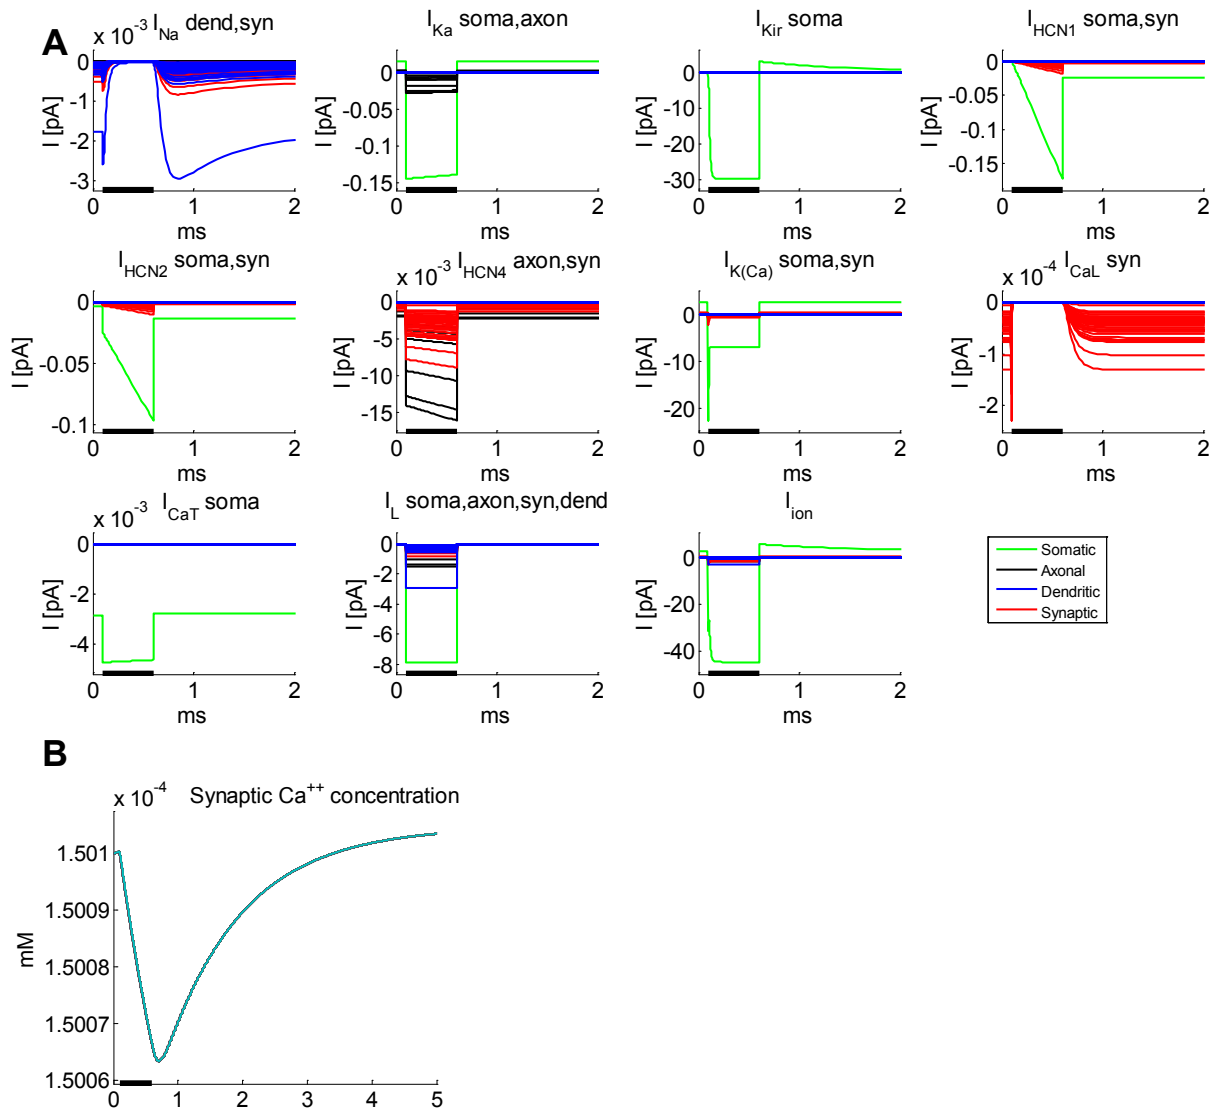 A
x 10⁻³ I_Na dend,syn
I [pA]
0
-1
-2
-3
0 1 2
ms
I_Ka soma,axon
I [pA]
0
-0.05
-0.1
-0.15
0 1 2
ms
I_Kir soma
I [pA]
0
-10
-20
-30
0 1 2
ms
I_HCN1 soma,syn
I [pA]
0
-0.05
-0.1
-0.15
0 1 2
ms
I_HCN2 soma,syn
I [pA]
0
-0.05
-0.1
0 1 2
ms
x 10⁻³ I_HCN4 axon,syn
I [pA]
0
-5
-10
-15
0 1 2
ms
I_K(Ca) soma,syn
I [pA]
0
-10
-20
0 1 2
ms
x 10⁻⁴ I_CaL syn
I [pA]
0
-1
-2
0 1 2
ms
x 10⁻³ I_CaT soma
I [pA]
0
-2
-4
0 1 2
ms
I_L soma,axon,syn,dend
I [pA]
0
-2
-4
-6
-8
0 1 2
ms
I_ion
I [pA]
0
-20
-40
0 1 2
ms
Somatic
Axonal
Dendritic
Synaptic
B
x 10⁻⁴ Synaptic Ca⁺⁺ concentration
mM
1.501
1.5009
1.5008
1.5007
1.5006
0 1 2 3 4 5